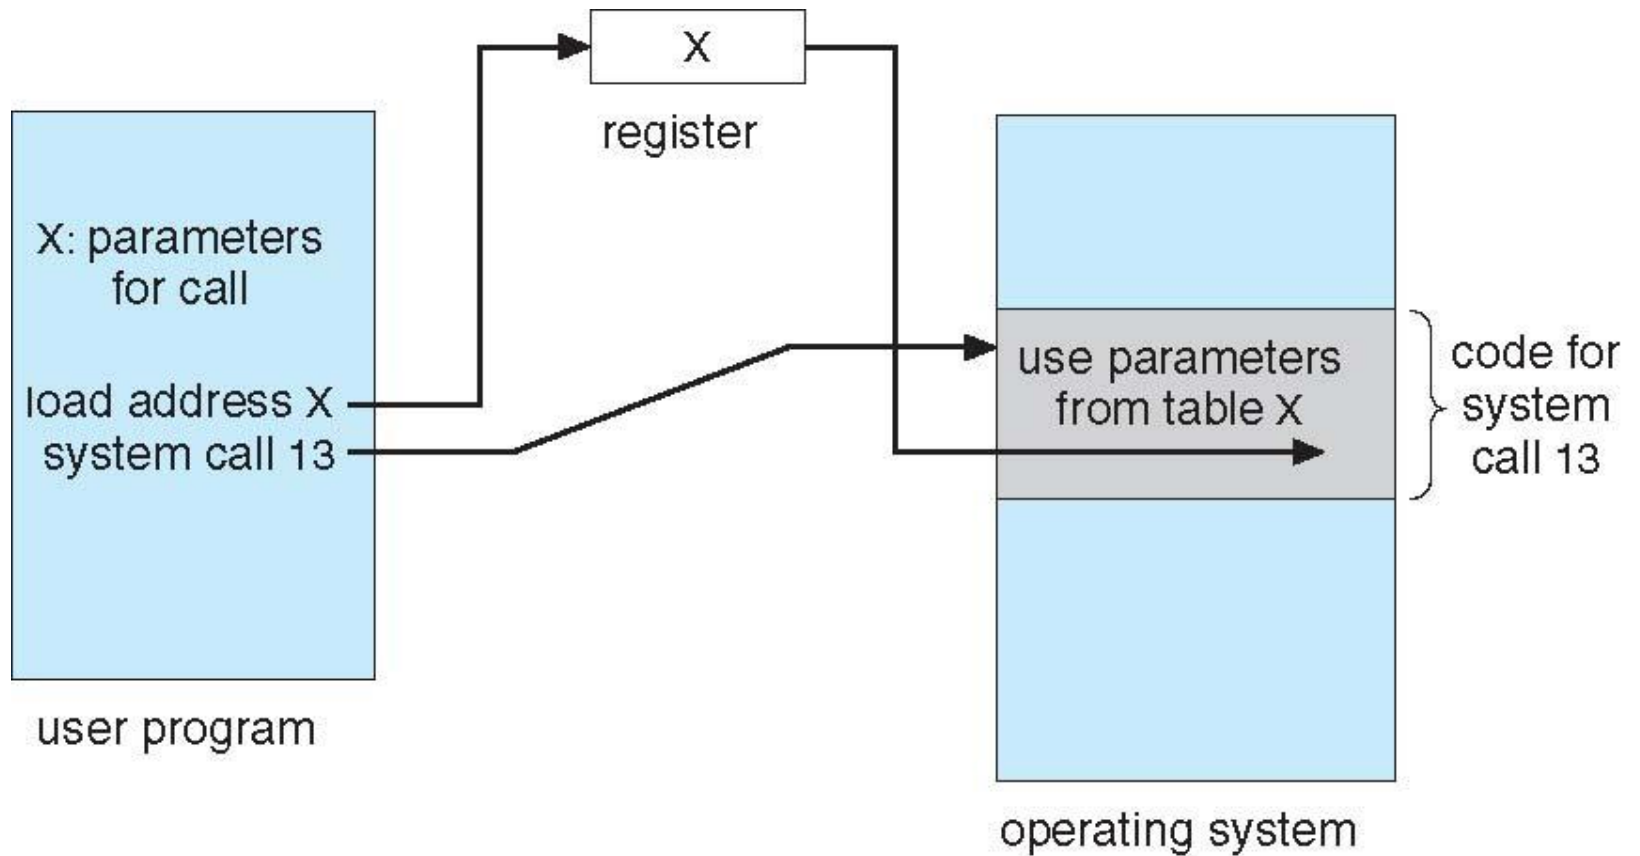 X
register
X: parameters
for call
load address X
system call 13
user program
use parameters
from table X
code for
system
call 13
operating system